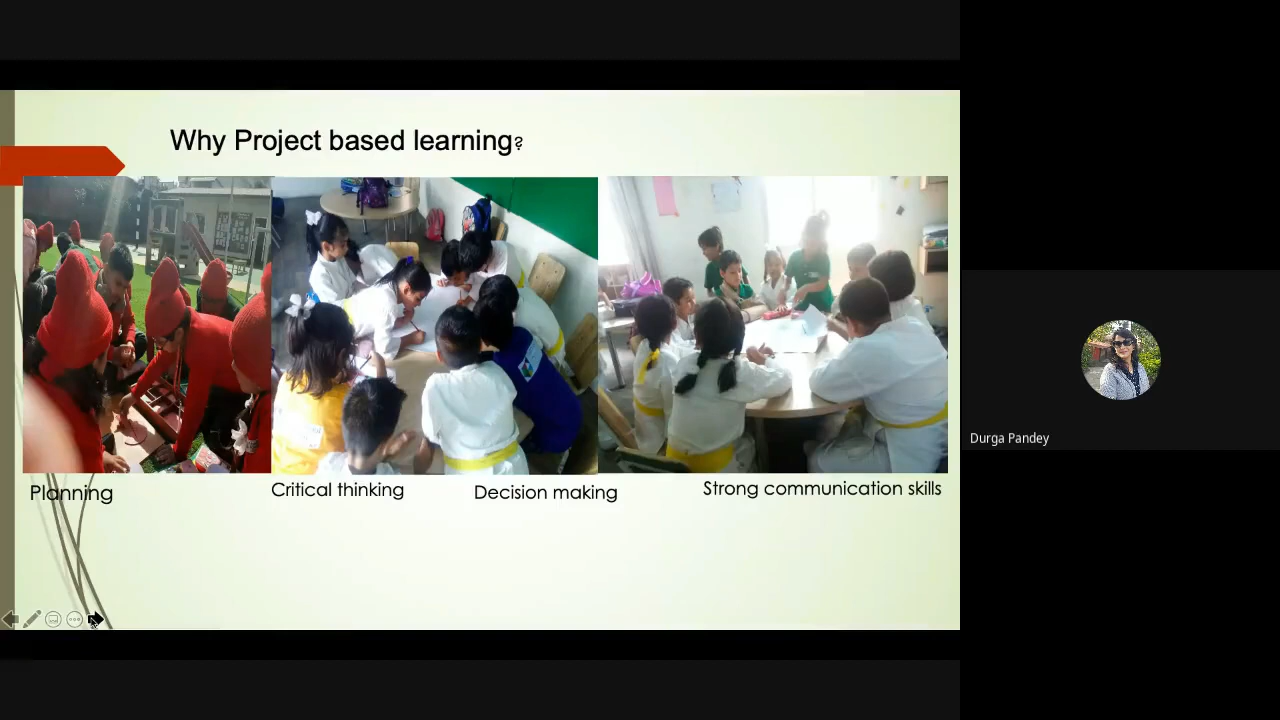 Why Project based learning?
Planning
Critical thinking
Decision making
Strong communication skills
Durga Pandey